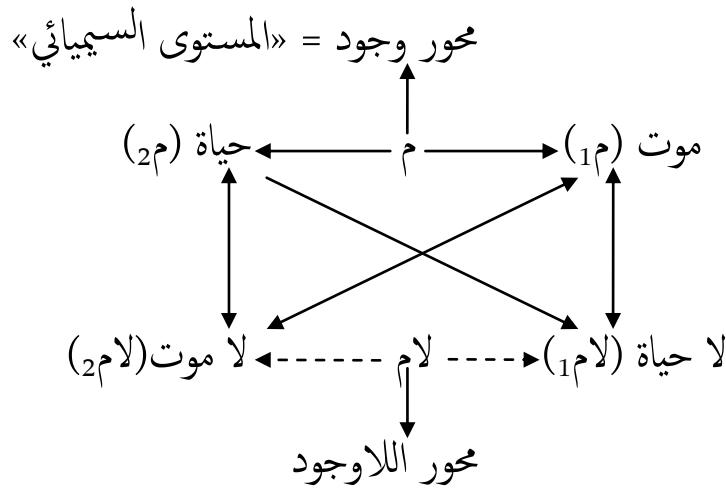 محور وجود = «المستوى السيميائي»
موت (م1) م حياة (م2)
لا حياة (لام1) لام لا موت(لام2)
محور اللاوجود